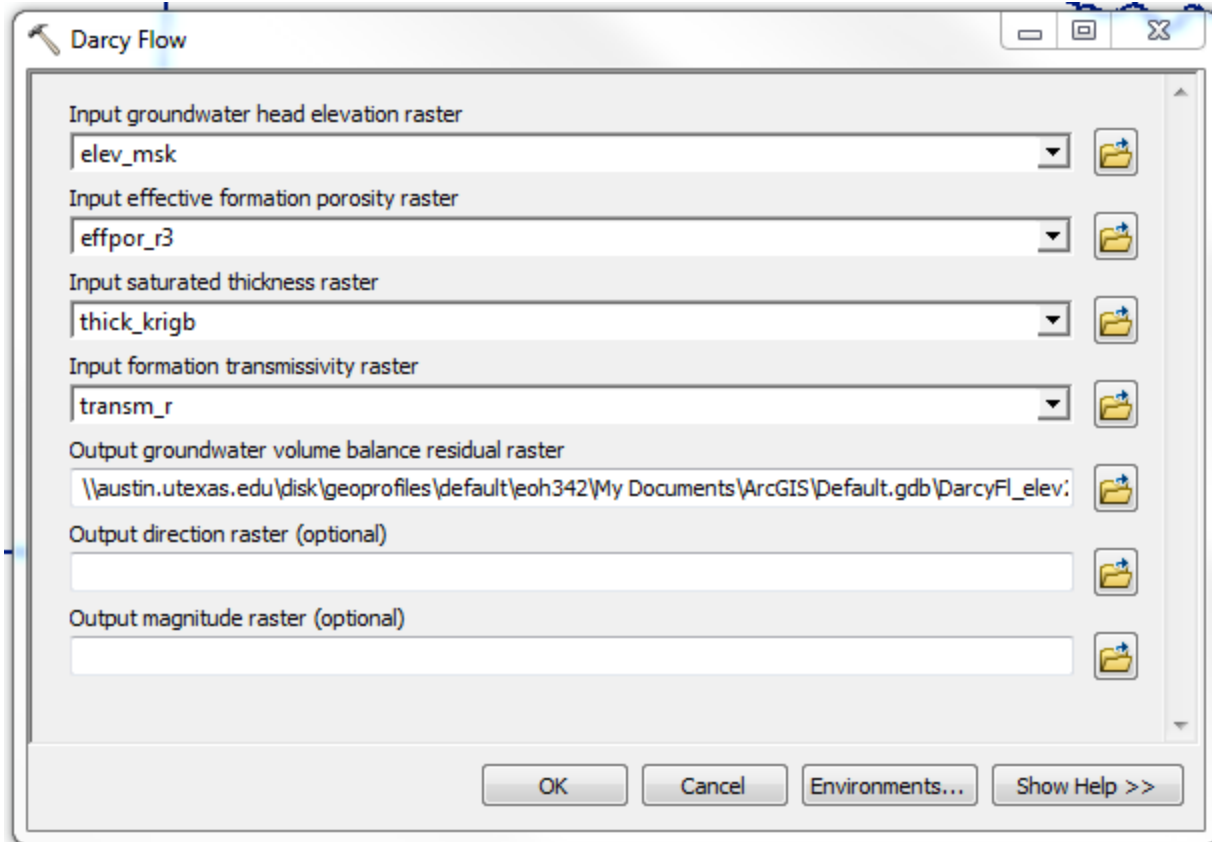 Darcy Flow
Input groundwater head elevation raster
elev_msk
Input effective formation porosity raster
effpor_r3
Input saturated thickness raster
thick_krigb
Input formation transmissivity raster
transm_r
Output groundwater volume balance residual raster
\\austin.utexas.edu\disk\geoprofiles\default\eoh342\My Documents\ArcGIS\Default.gdb\DarcyFl_elev2
Output direction raster (optional)
Output magnitude raster (optional)
OK Cancel Environments... Show Help >>